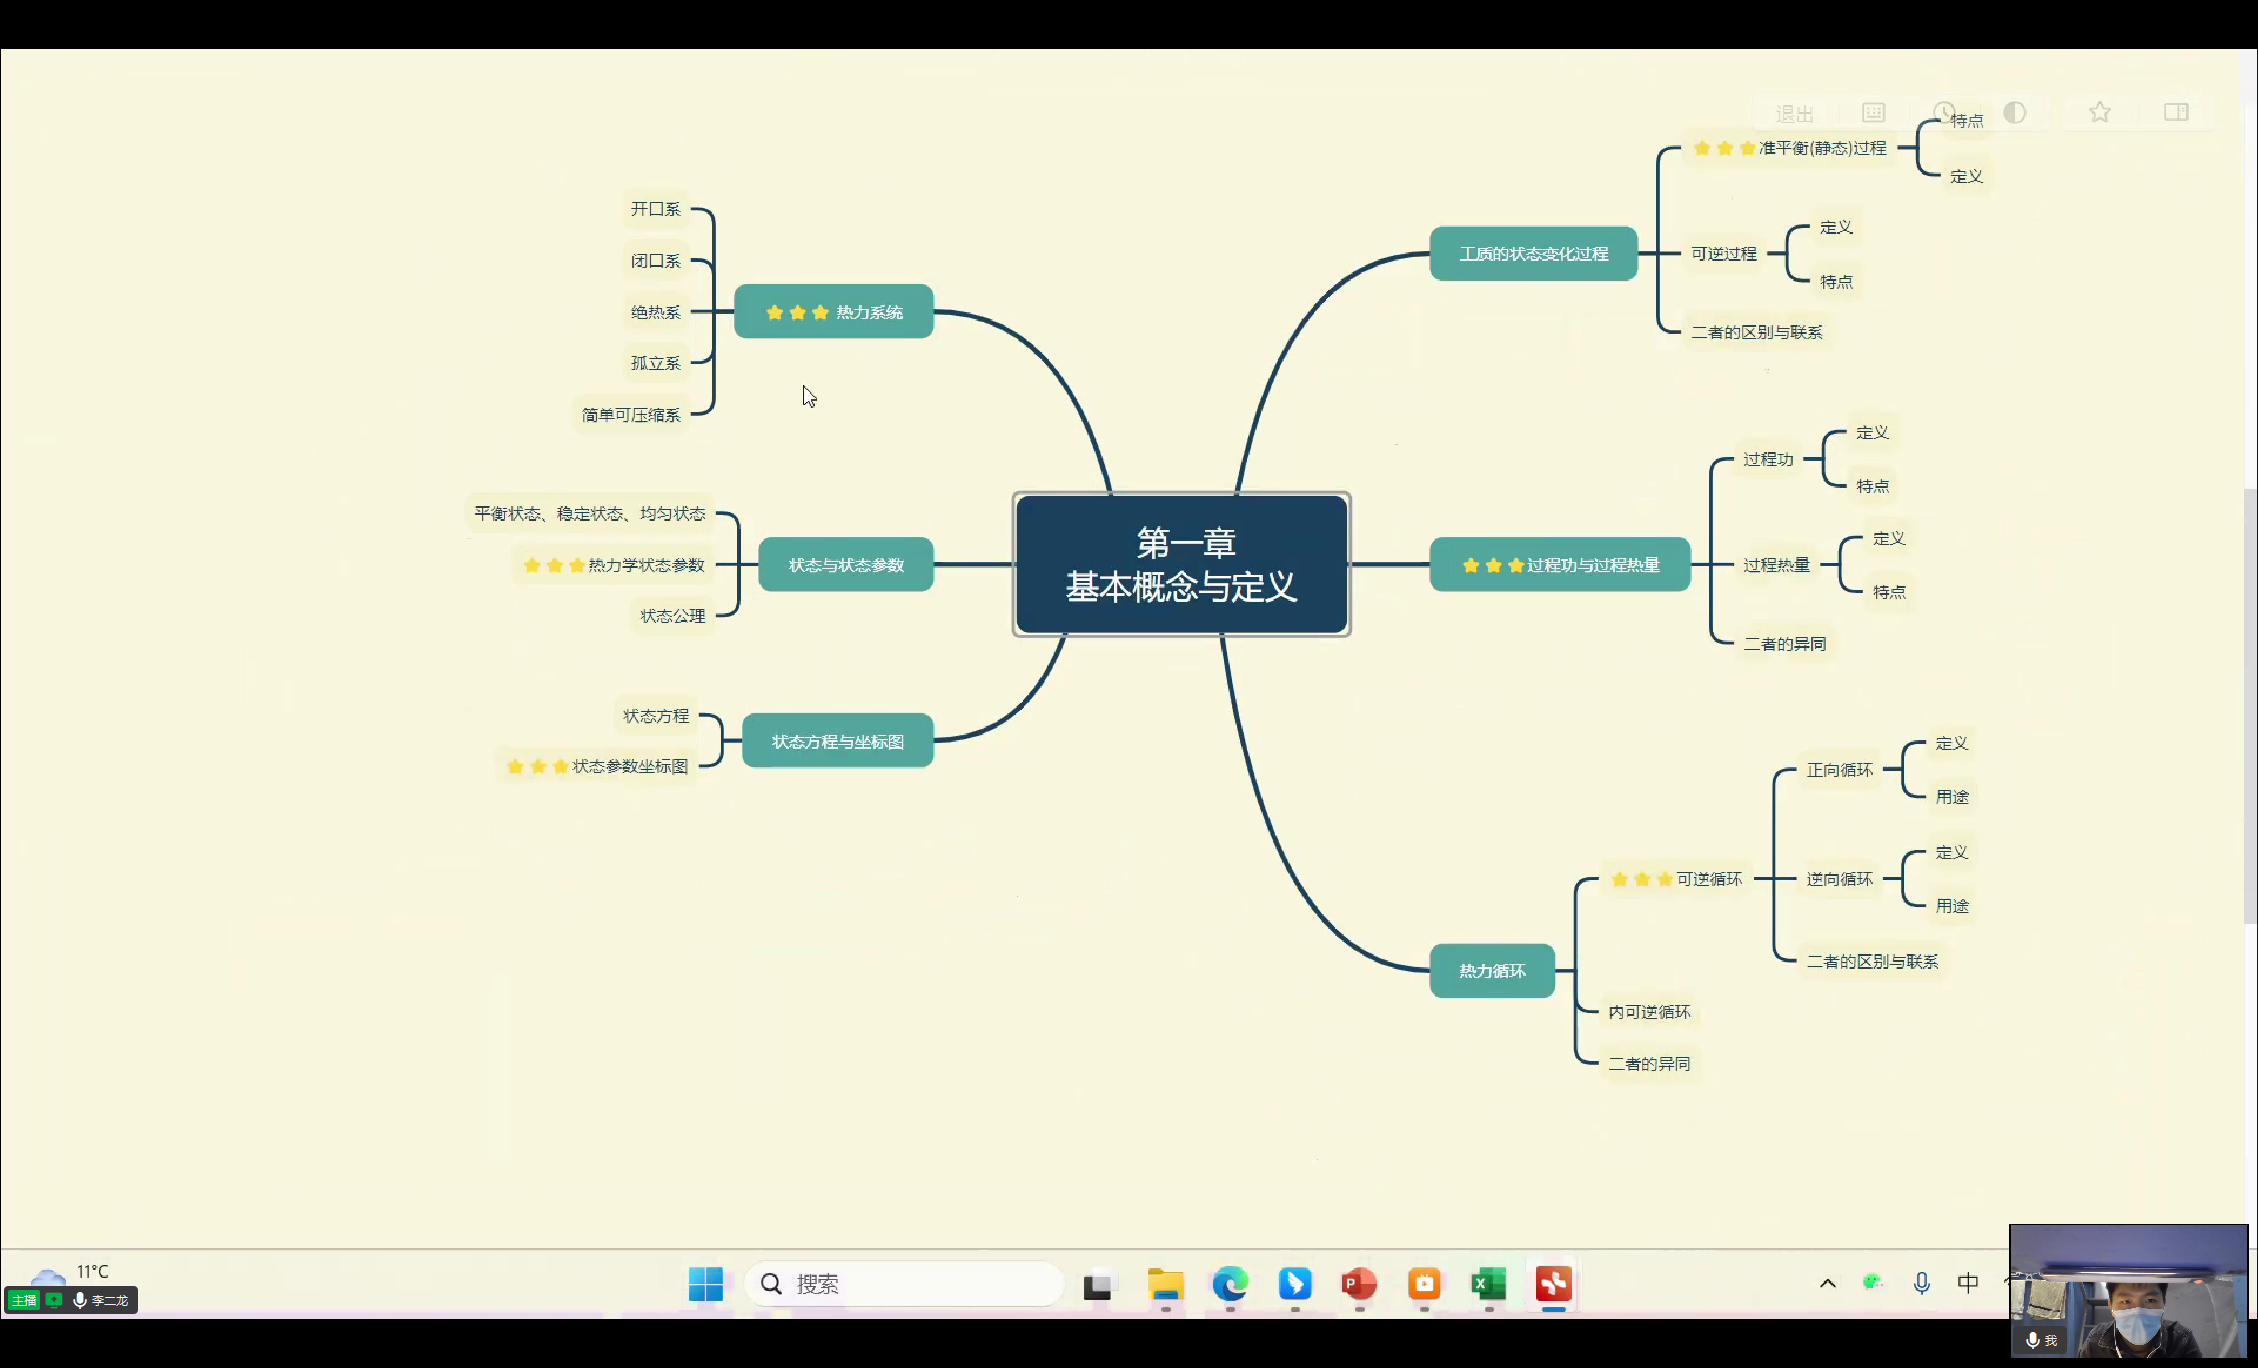 退出
特点
准平衡(静态)过程
定义
开口系
定义
工质的状态变化过程
可逆过程
闭口系
特点
绝热系
热力系统
二者的区别与联系
孤立系
简单可压缩系
定义
过程功
特点
平衡状态、稳定状态、均匀状态
第一章
基本概念与定义
定义
热力学状态参数
状态与状态参数
过程功与过程热量
过程热量
特点
状态公理
二者的异同
状态方程
状态方程与坐标图
状态参数坐标图
定义
正向循环
用途
定义
可逆循环
逆向循环
用途
二者的区别与联系
热力循环
内可逆循环
二者的异同
11°C
搜索
中
主播
李二龙
我